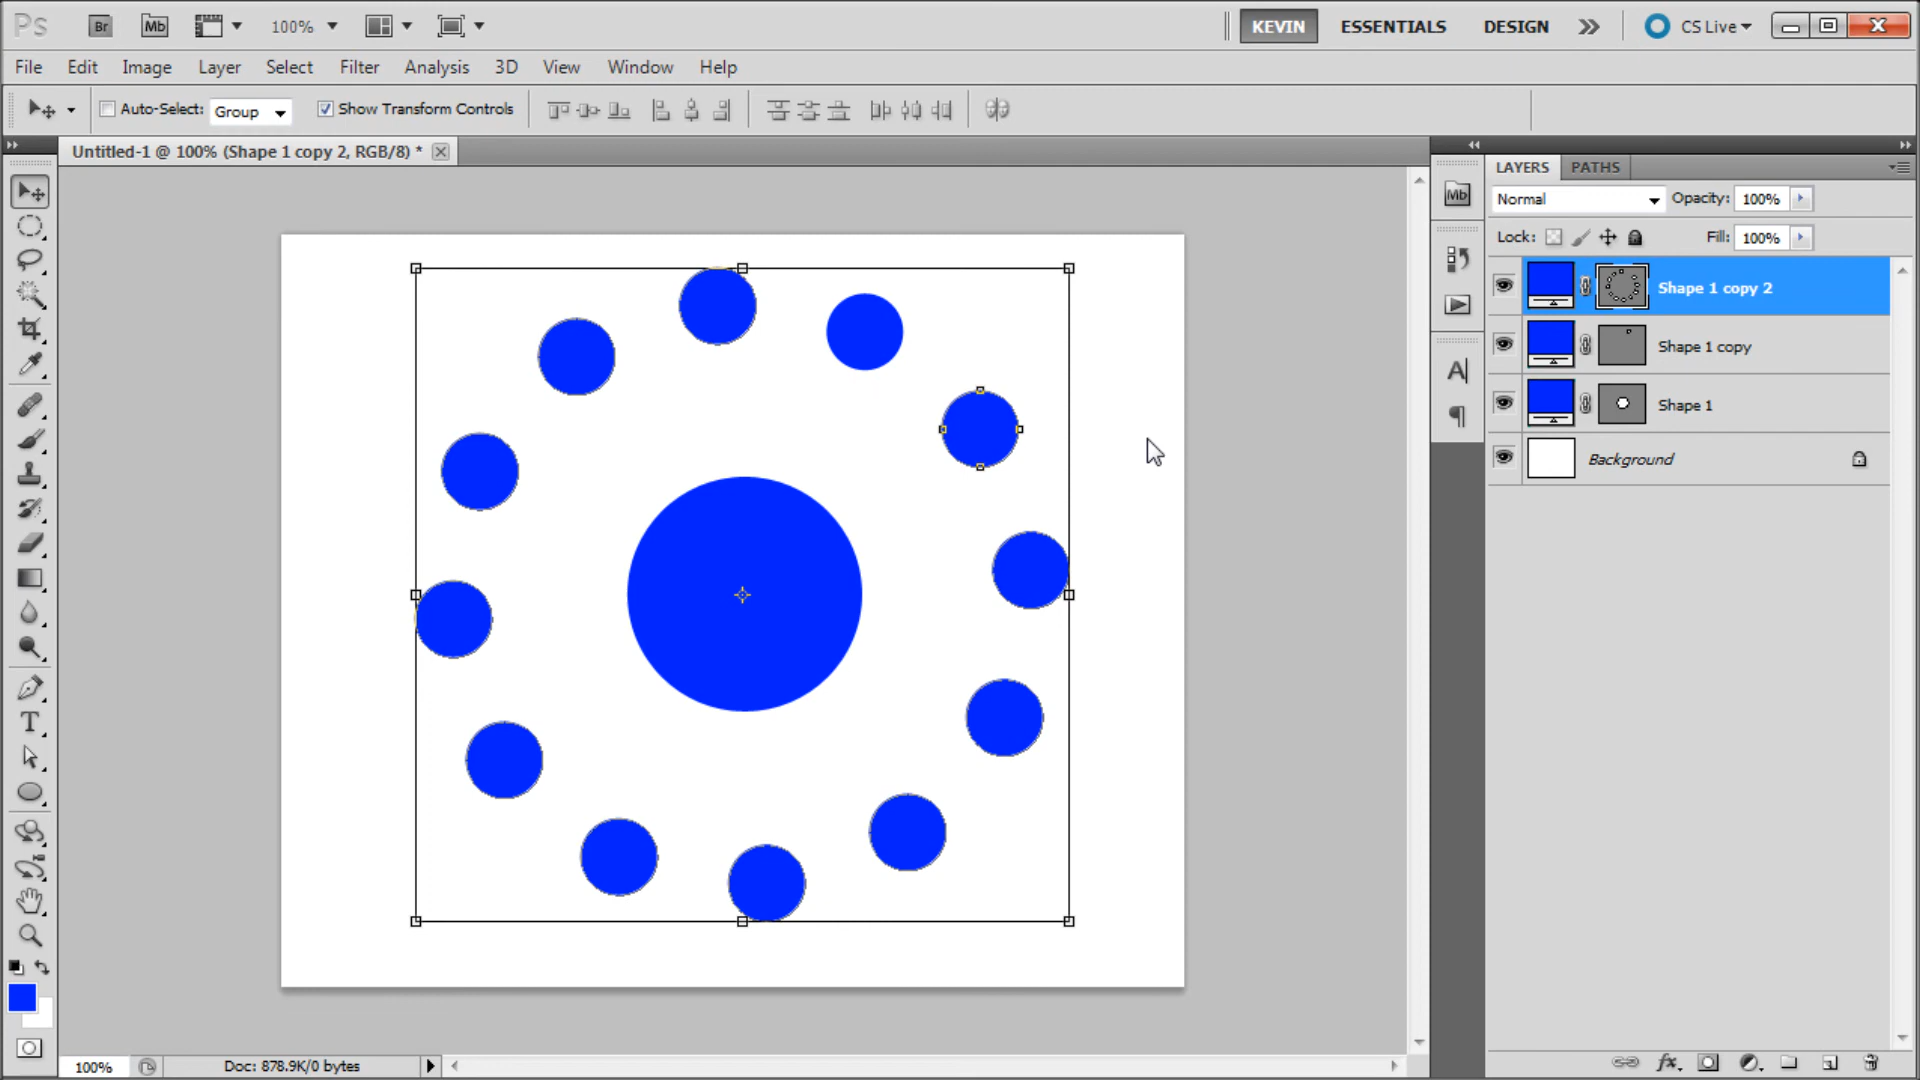 Ps Br Mb 100% KEVIN ESSENTIALS DESIGN CS Live
File Edit Image Layer Select Filter Analysis 3D View Window Help
Auto-Select: Group Show Transform Controls
Untitled-1 @ 100% (Shape 1 copy 2, RGB/8) *
LAYERS PATHS
Mb
Normal Opacity: 100%
Lock: Fill: 100%
Shape 1 copy 2
Shape 1 copy
A
Shape 1
Background
T
fx
100% Doc: 878.9K/0 bytes